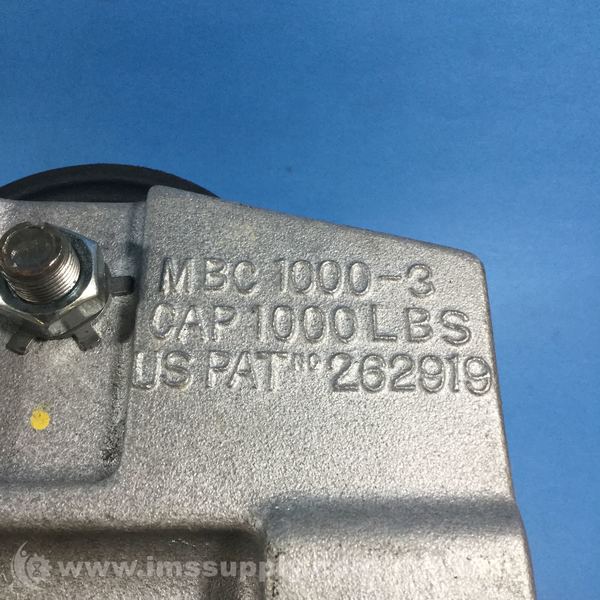 MBC 1000-3
CAP 1000 LBS
US PAT NO 262919
www.imssupply.com